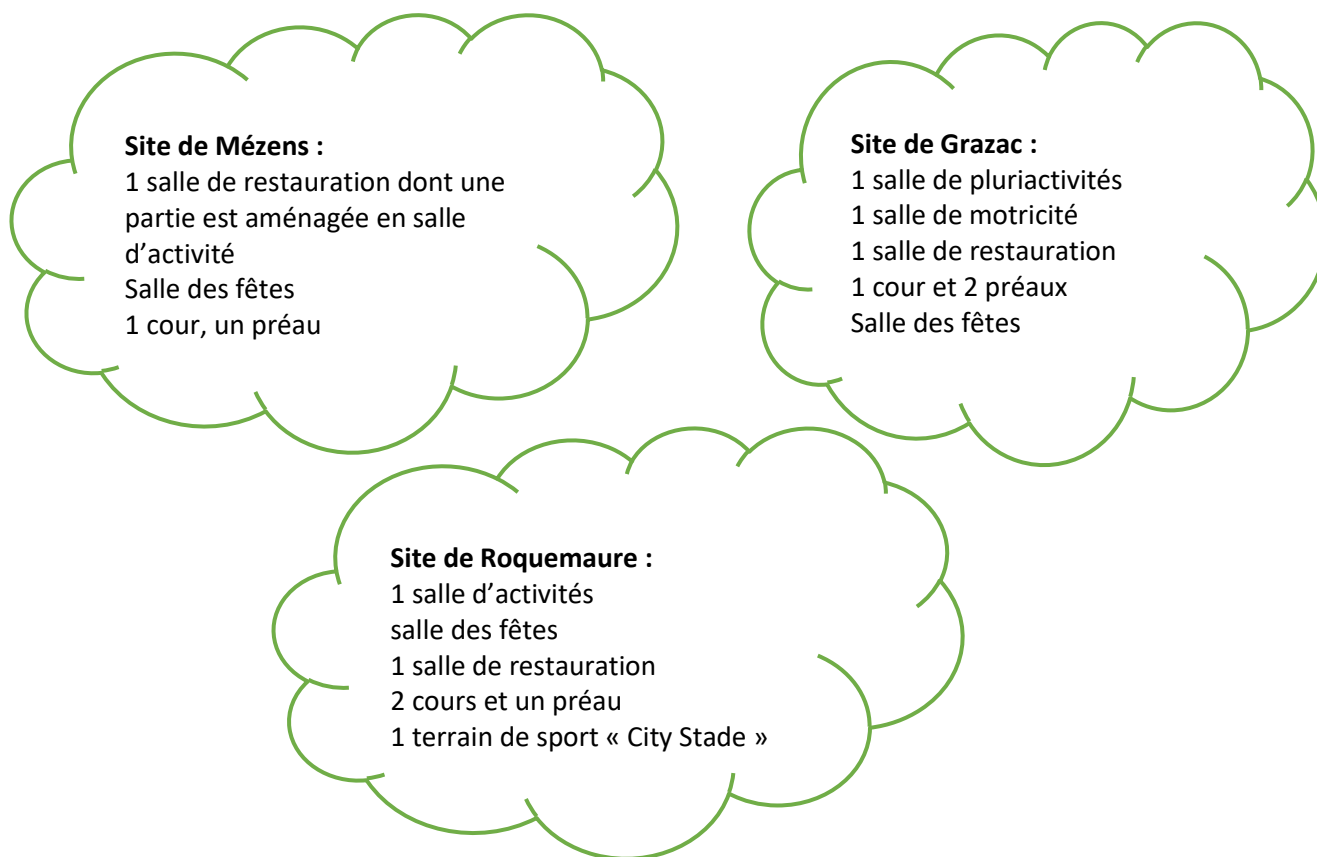 Site de Mézens :
1 salle de restauration dont une
partie est aménagée en salle
d’activité
Salle des fêtes
1 cour, un préau
Site de Grazac :
1 salle de pluriactivités
1 salle de motricité
1 salle de restauration
1 cour et 2 préaux
Salle des fêtes
Site de Roquemaure :
1 salle d’activités
salle des fêtes
1 salle de restauration
2 cours et un préau
1 terrain de sport « City Stade »